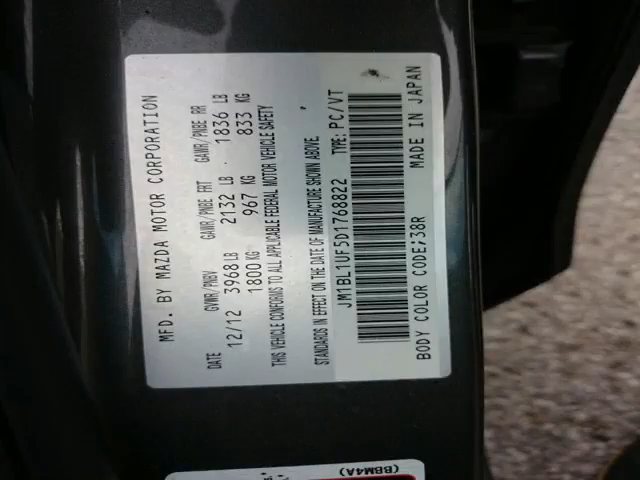 MFD. BY MAZDA MOTOR CORPORATION
DATE GVWR/PNBV GAWR/PNBE FRT GAWR/PNBE RR
12/12 3968 LB 2132 LB 1836 LB
1800 KG 967 KG 833 KG
THIS VEHICLE CONFORMS TO ALL APPLICABLE FEDERAL MOTOR VEHICLE SAFETY
STANDARDS IN EFFECT ON THE DATE OF MANUFACTURE SHOWN ABOVE.
JM1BL1UF5D1768822 TYPE: PC/VT
BODY COLOR CODE;38R MADE IN JAPAN
(BBM4A)